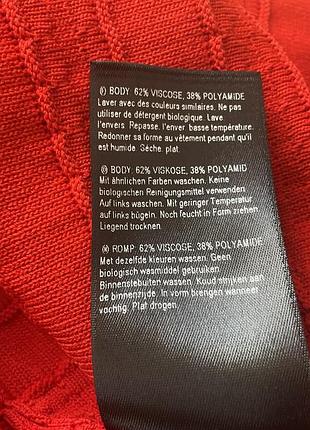 (F) BODY 62% VISCOSE, 38% POLYAMIDE
Laver avec des couleurs similaires. Ne pas
utiliser de détergent biologique. Lave
l'envers. Repasse. l'enver basse température.
Redonner sa forme au vêtement pendant qu'il
est humide. Séche. plat.
(D) BODY. 62% VISKOSE, 38% POLYAMID
Mit ähnlichen Farben waschen. Keine
biologischen Reinigungsmittel verwenden
Auf links waschen. Mit geringer Temperatur
auf links bügeln. Noch feucht in Form ziehen.
Liegend trocknen
(N) ROMP: 62% VISCOSE, 38% POLYAMIDE
Met dezelfde kleuren wassen. Geen
biologisch wasmiddel gebruiken
Binnenstebuiten wassen. Koud strijken aan
de binnenzijde. In vorm brengen wanneer
vochtig. Plat drogen.